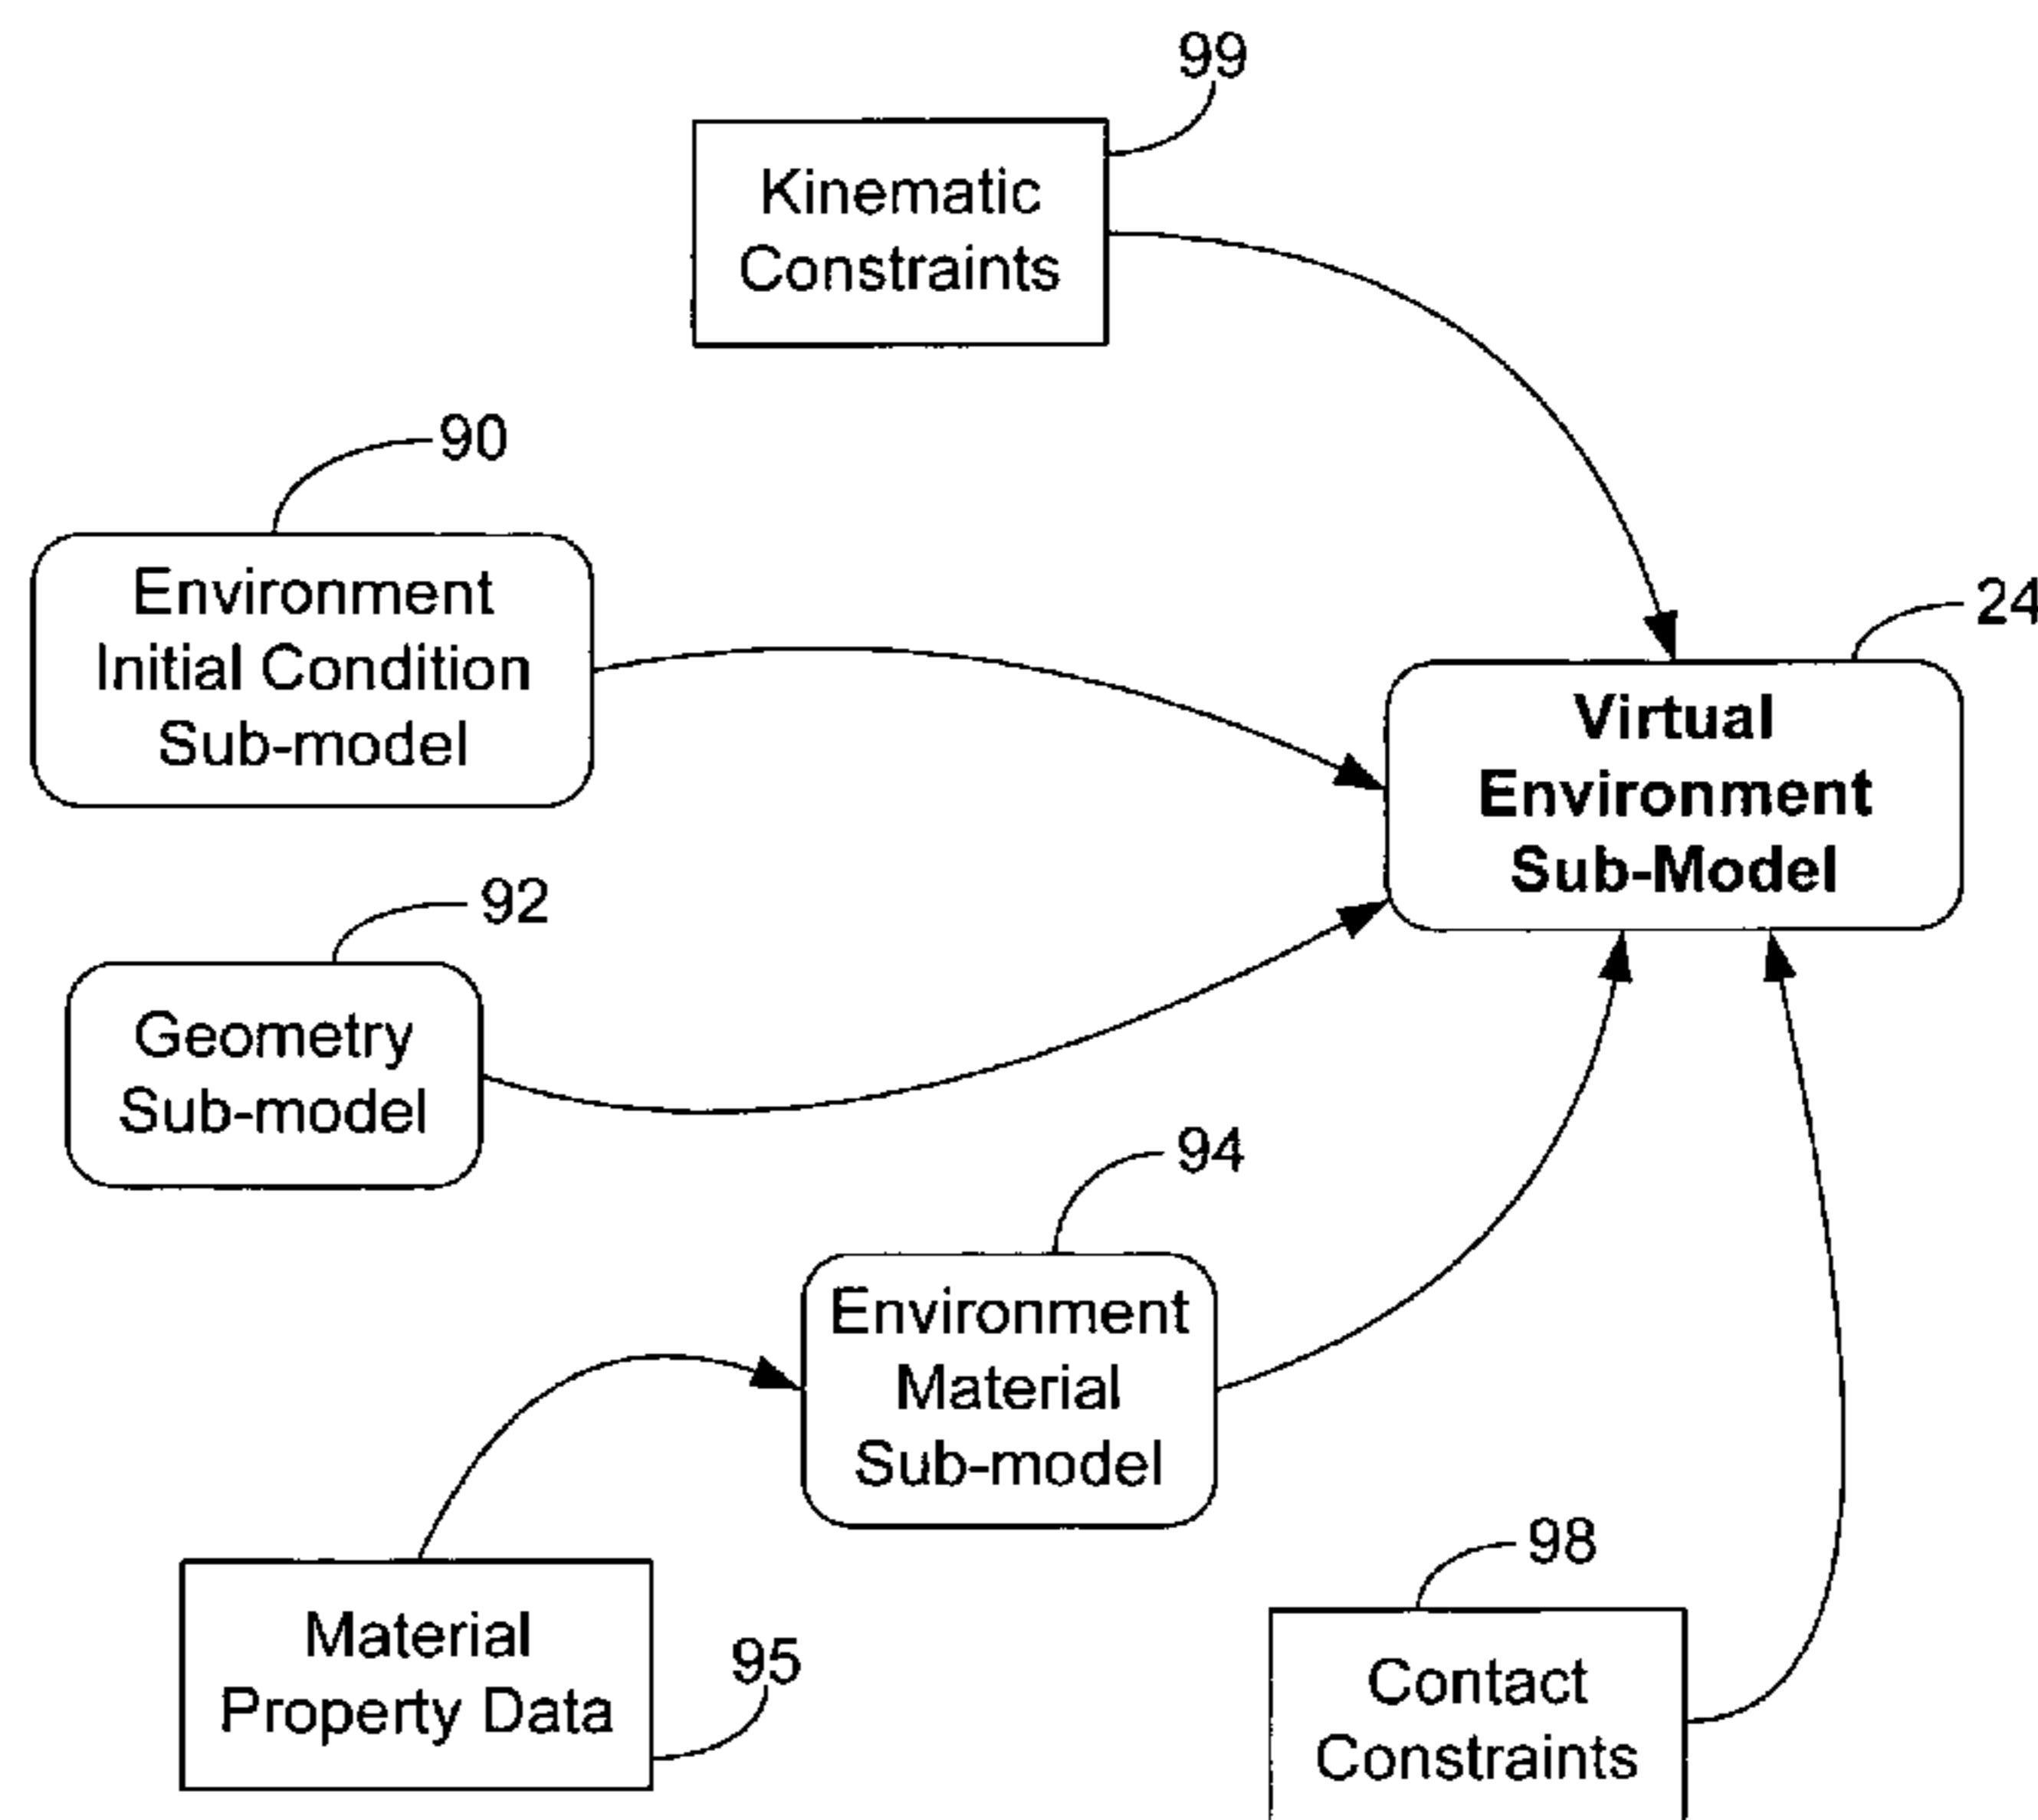 99
Kinematic
Constraints
90
Environment
Initial Condition
Sub-model
24
Virtual
Environment
Sub-Model
92
Geometry
Sub-model
94
Environment
Material
Sub-model
98
Material
Property Data
95
Contact
Constraints